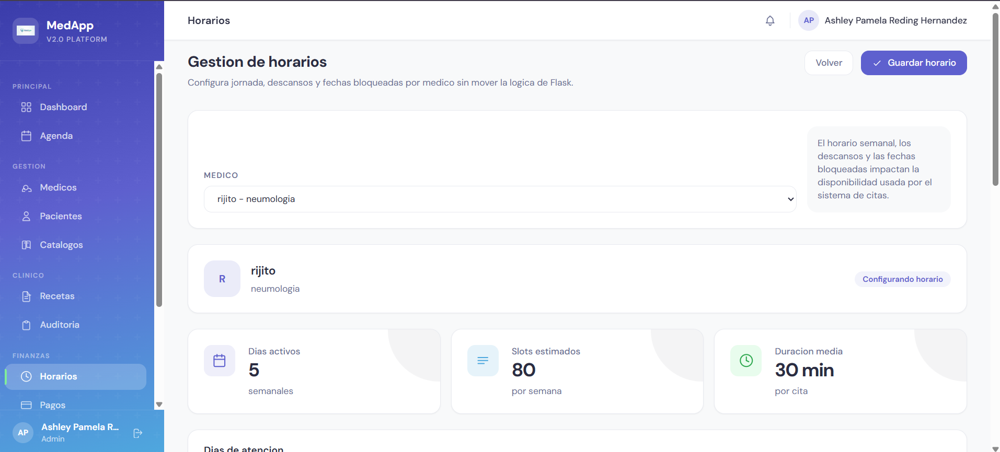 MedApp
V2.0 PLATFORM
PRINCIPAL
Dashboard
Agenda
GESTION
Medicos
Pacientes
Catalogos
CLINICO
Recetas
Auditoria
FINANZAS
Horarios
Pagos
AP
Ashley Pamela R...
Admin
Horarios
AP
Ashley Pamela Reding Hernandez
Gestion de horarios
Configura jornada, descansos y fechas bloqueadas por medico sin mover la logica de Flask.
Volver
Guardar horario
MEDICO
rijito - neumologia
El horario semanal, los
descansos y las fechas
bloqueadas impactan la
disponibilidad usada por el
sistema de citas.
R
rijito
neumologia
Configurando horario
Dias activos
5
semanales
Slots estimados
80
por semana
Duracion media
30 min
por cita
Dias de atencion